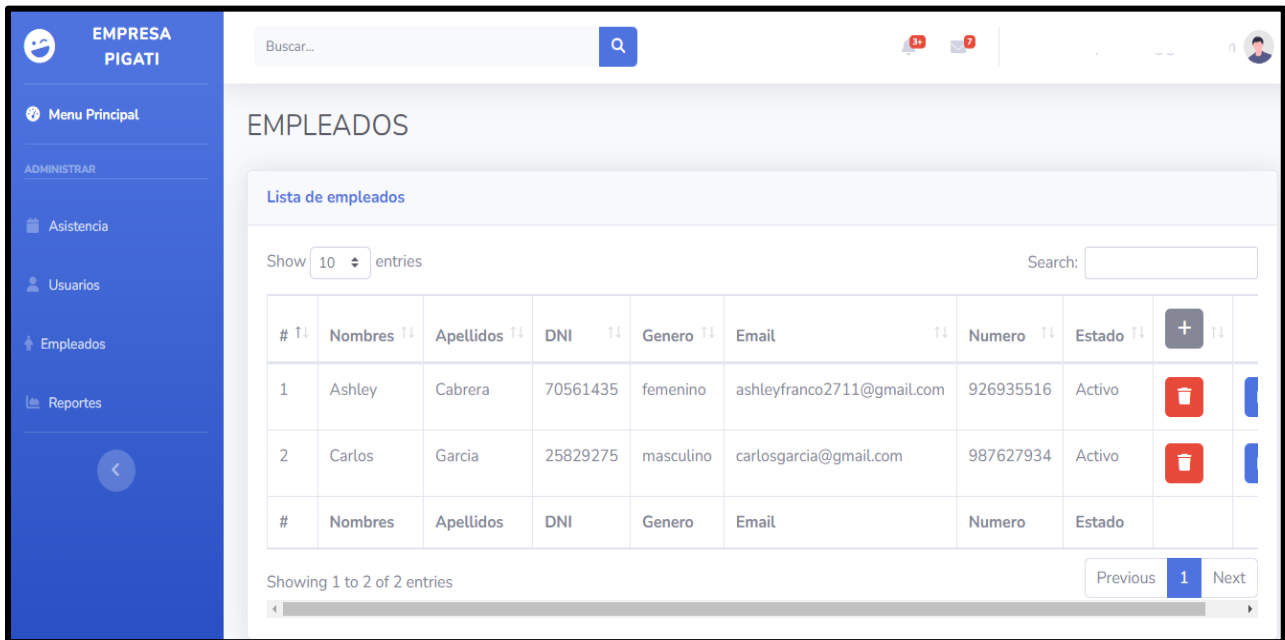 EMPRESA
PIGATI
Buscar...
3+
7
Menu Principal
EMPLEADOS
ADMINISTRAR
Lista de empleados
Asistencia
Show 10 entries Search:
Usuarios
# Nombres Apellidos DNI Genero Email Numero Estado +
Empleados
1 Ashley Cabrera 70561435 femenino ashleyfranco2711@gmail.com 926935516 Activo
Reportes
2 Carlos Garcia 25829275 masculino carlosgarcia@gmail.com 987627934 Activo
# Nombres Apellidos DNI Genero Email Numero Estado
Showing 1 to 2 of 2 entries Previous 1 Next